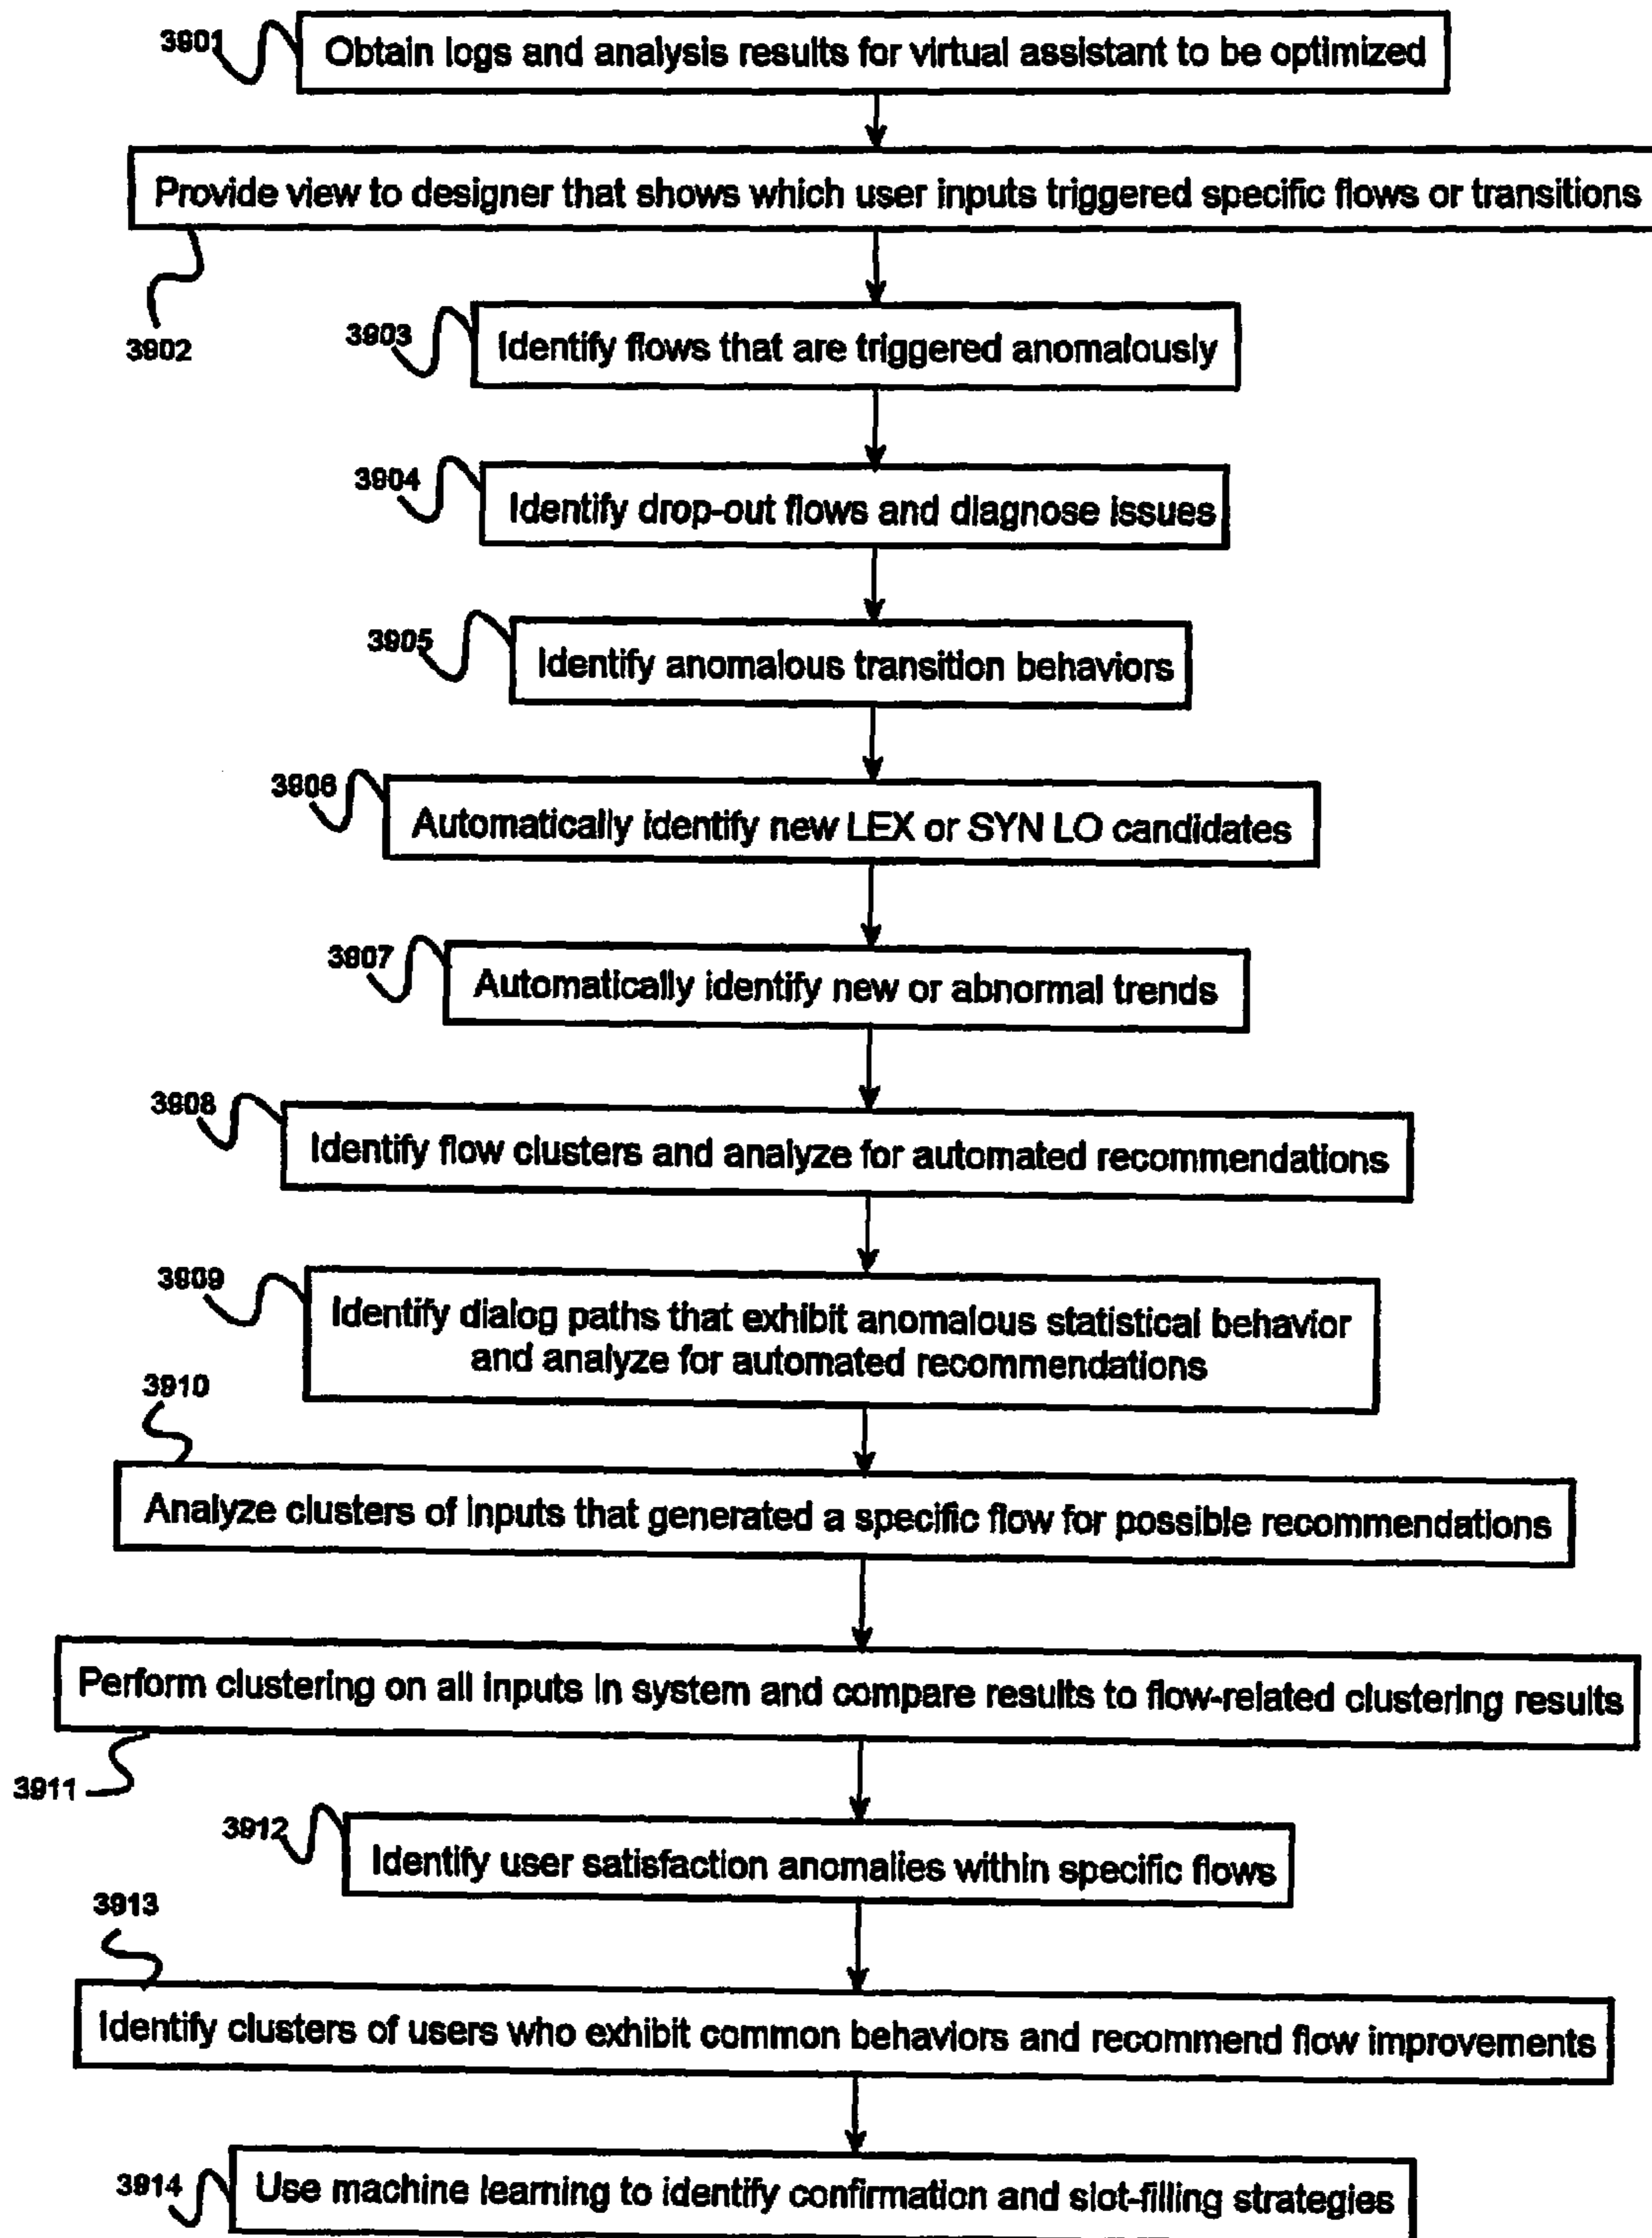 3901
Obtain logs and analysis results for virtual assistant to be optimized
Provide view to designer that shows which user inputs triggered specific flows or transitions
3902
3903
Identify flows that are triggered anomalously
3904
Identify drop-out flows and diagnose issues
3905
Identify anomalous transition behaviors
3906
Automatically identify new LEX or SYN LO candidates
3907
Automatically identify new or abnormal trends
3908
Identify flow clusters and analyze for automated recommendations
3909
Identify dialog paths that exhibit anomalous statistical behavior
and analyze for automated recommendations
3910
Analyze clusters of inputs that generated a specific flow for possible recommendations
Perform clustering on all inputs in system and compare results to flow-related clustering results
3911
3912
Identify user satisfaction anomalies within specific flows
3913
Identify clusters of users who exhibit common behaviors and recommend flow improvements
3914
Use machine learning to identify confirmation and slot-filling strategies